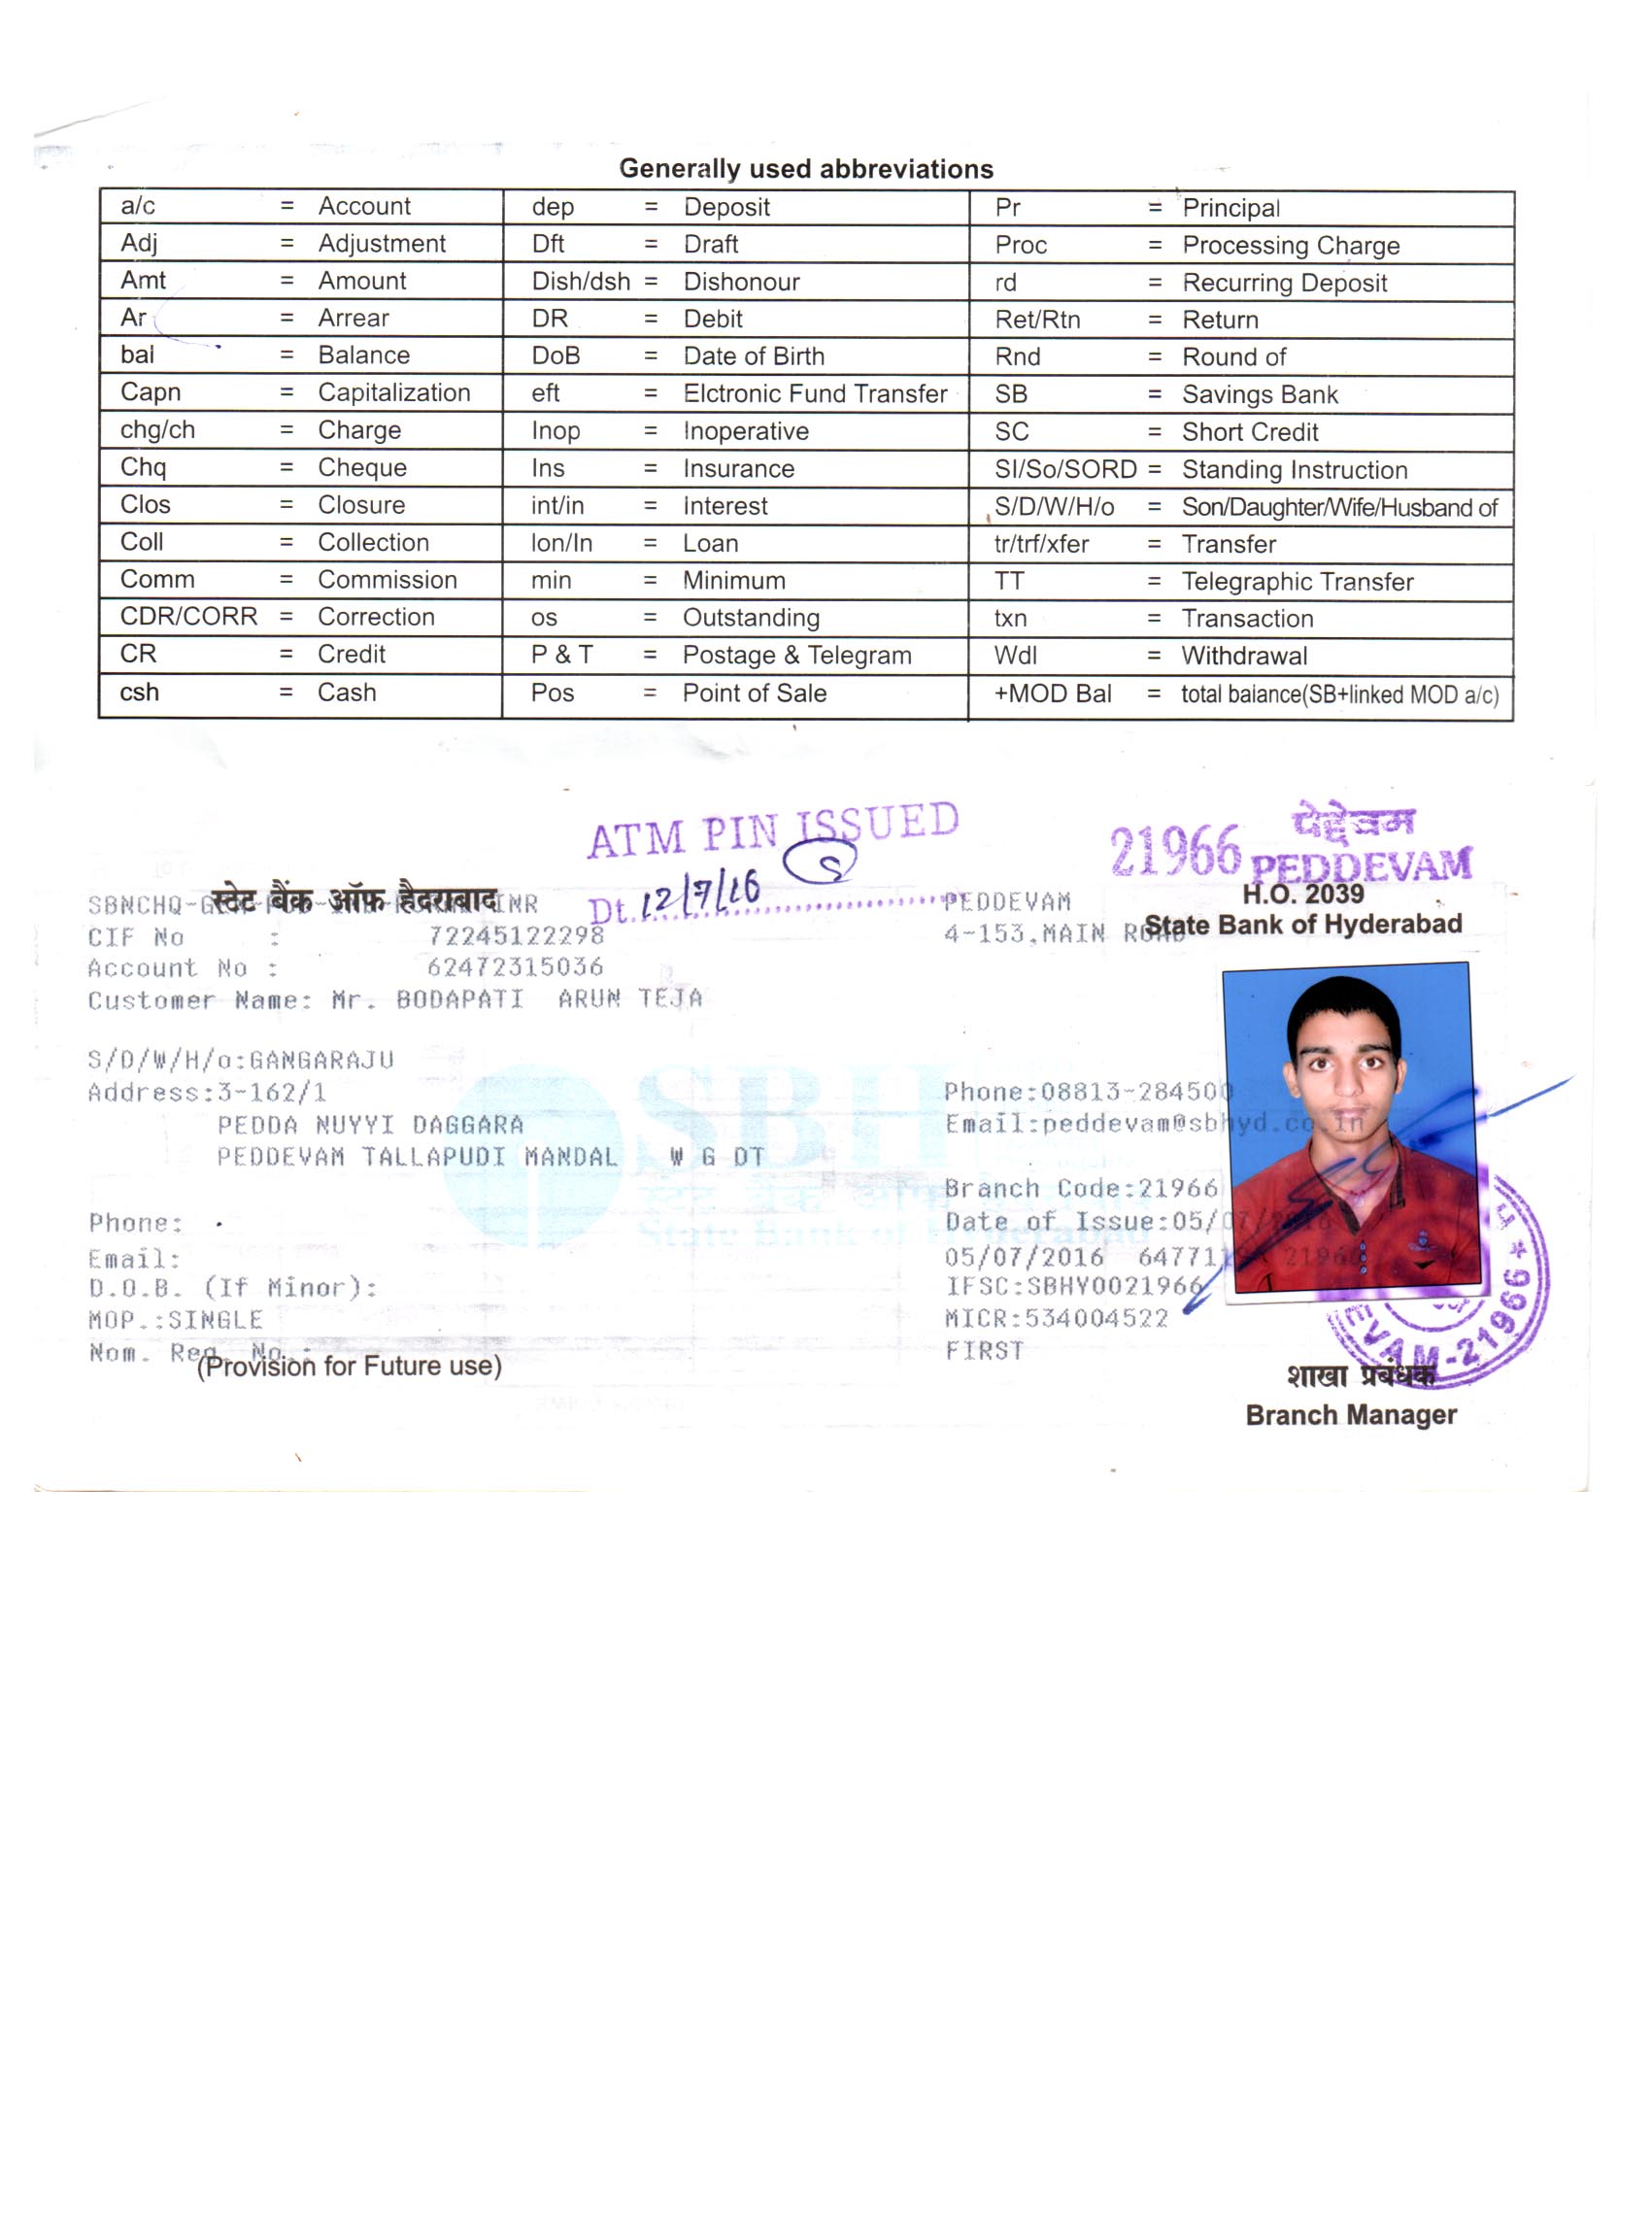 Generally used abbreviations
a/c = Account dep = Deposit Pr = Principal
Adj = Adjustment Dft = Draft Proc = Processing Charge
Amt = Amount Dish/dsh = Dishonour rd = Recurring Deposit
Ar = Arrear DR = Debit Ret/Rtn = Return
bal = Balance DoB = Date of Birth Rnd = Round of
Capn = Capitalization eft = Elctronic Fund Transfer SB = Savings Bank
chg/ch = Charge Inop = Inoperative SC = Short Credit
Chq = Cheque Ins = Insurance SI/So/SORD = Standing Instruction
Clos = Closure int/in = Interest S/D/W/H/o = Son/Daughter/Wife/Husband of
Coll = Collection lon/ln = Loan tr/trf/xfer = Transfer
Comm = Commission min = Minimum TT = Telegraphic Transfer
CDR/CORR = Correction os = Outstanding txn = Transaction
CR = Credit P & T = Postage & Telegram Wdl = Withdrawal
csh = Cash Pos = Point of Sale +MOD Bal = total balance(SB+linked MOD a/c)
ATM PIN ISSUED
Dt. 12/7/16
21966 पेद्देवम
PEDDEVAM
स्टेट बैंक ऑफ़ हैदराबाद
H.O. 2039
State Bank of Hyderabad
INR
CIF No : 72245122298
Account No : 62472315036
Customer Name: Mr. BODAPATI ARUN TEJA
S/D/W/H/o:GANGARAJU
Address:3-162/1
PEDDA NUYYI DAGGARA
PEDDEVAM TALLAPUDI MANDAL W G DT
Phone:
Email:
D.O.B. (If Minor):
MOP.:SINGLE
Nom. Reg. No.:
(Provision for Future use)
PEDDEVAM
4-153,MAIN ROAD
Phone:08813-284500
Email:peddevam@sbhyd.co.in
Branch Code:21966
Date of Issue:05/07/2016
05/07/2016
IFSC:SBHY0021966
MICR:534004522
FIRST
SBH
State Bank of Hyderabad
शाखा प्रबंधक
Branch Manager